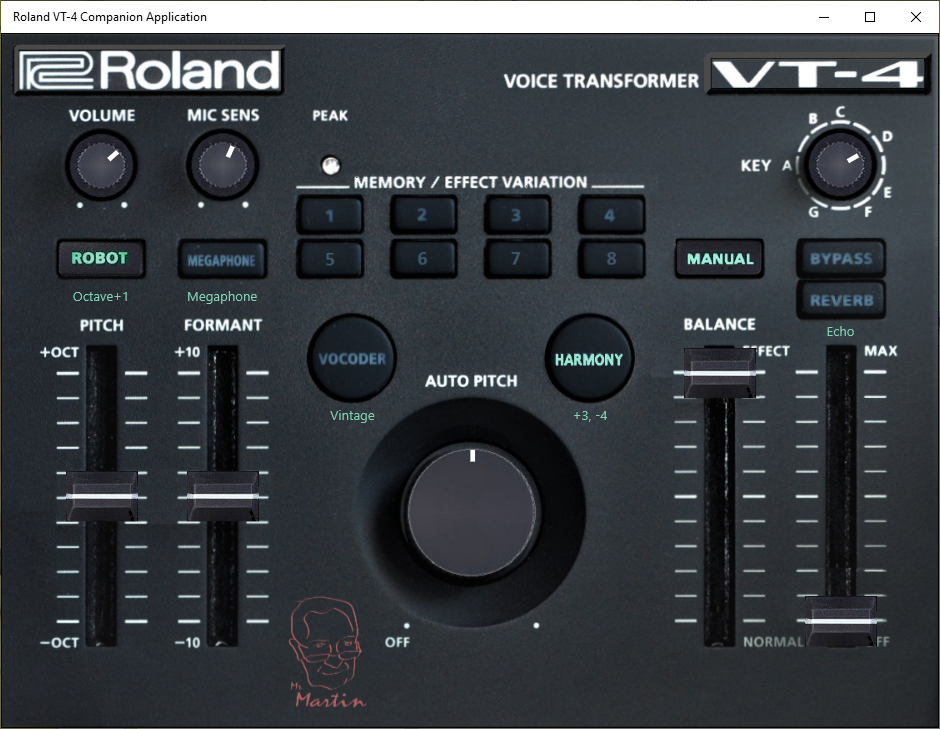 Roland VT-4 Companion Application
Roland
VOICE TRANSFORMER VT-4
VOLUME MIC SENS PEAK
KEY A B C D E F G
MEMORY / EFFECT VARIATION
1 2 3 4
5 6 7 8
ROBOT MEGAPHONE MANUAL BYPASS
Octave+1 Megaphone
REVERB
Echo
PITCH FORMANT BALANCE
+OCT +10 VOCODER HARMONY EFFECT MAX
AUTO PITCH
Vintage +3, -4
-OCT -10 OFF NORMAL FF
Mr
Martin